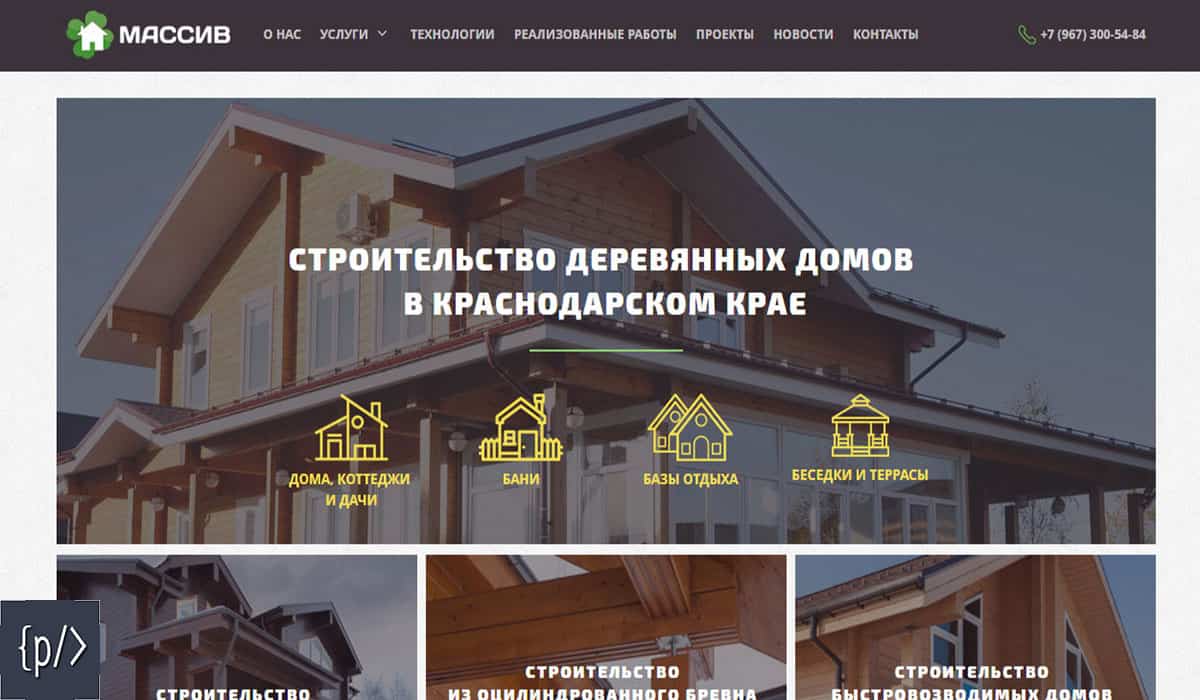 МАССИВ
О НАС УСЛУГИ ТЕХНОЛОГИИ РЕАЛИЗОВАННЫЕ РАБОТЫ ПРОЕКТЫ НОВОСТИ КОНТАКТЫ
+7 (967) 300-54-84
СТРОИТЕЛЬСТВО ДЕРЕВЯННЫХ ДОМОВ
В КРАСНОДАРСКОМ КРАЕ
ДОМА, КОТТЕДЖИ
И ДАЧИ
БАНИ
БАЗЫ ОТДЫХА
БЕСЕДКИ И ТЕРРАСЫ
СТРОИТЕЛЬСТВО
СТРОИТЕЛЬСТВО
ИЗ ОЦИЛИНДРОВАННОГО БРЕВНА
СТРОИТЕЛЬСТВО
БЫСТРОВОЗВОДИМЫХ ДОМОВ
{p/>